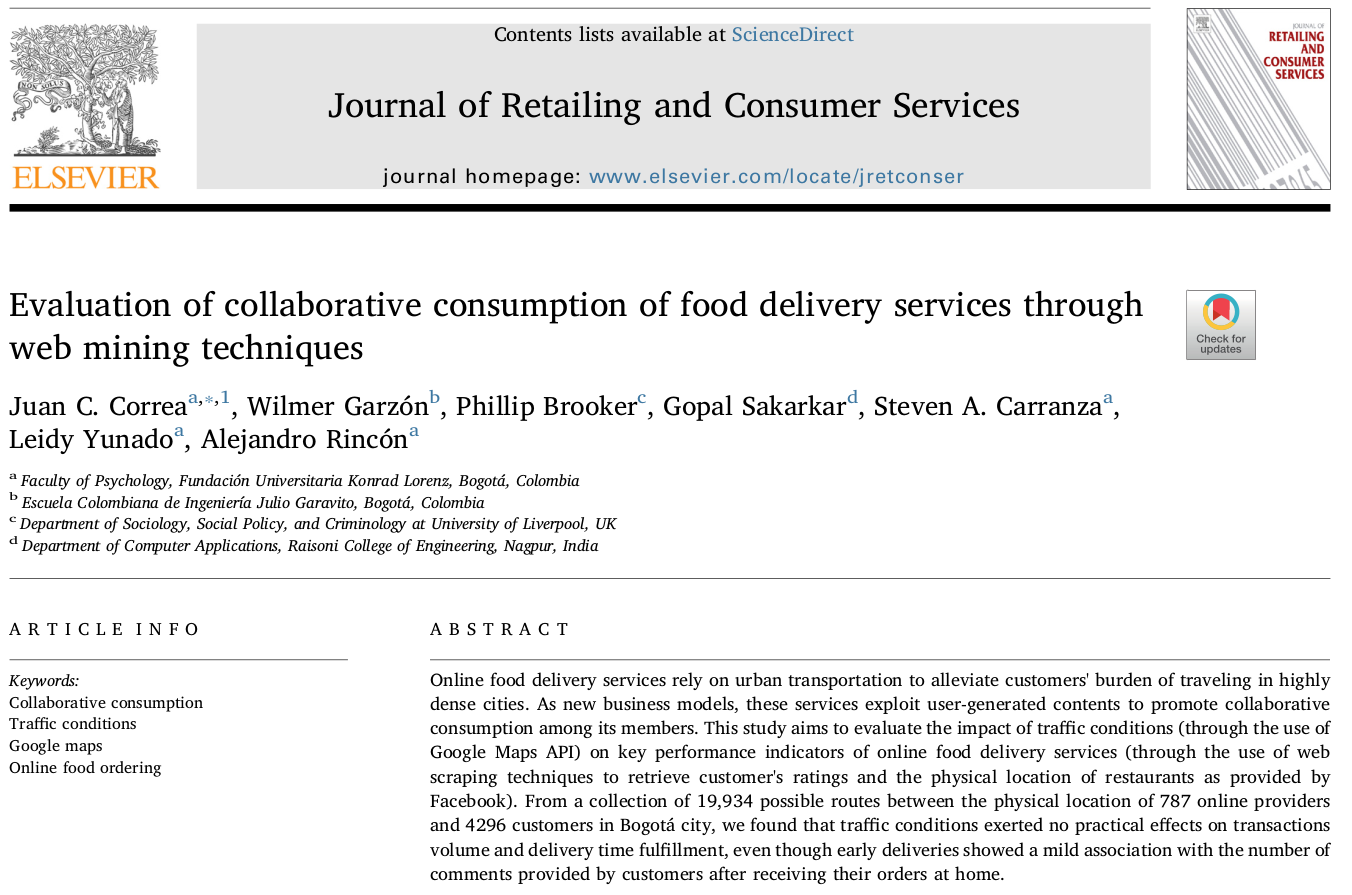 Contents lists available at ScienceDirect
Journal of Retailing and Consumer Services
journal homepage: www.elsevier.com/locate/jretconser
NON SOLUS
ELSEVIER
JOURNAL OF
RETAILING
AND
CONSUMER
SERVICES
Evaluation of collaborative consumption of food delivery services through
web mining techniques
Check for
updates
Juan C. Correa a,*,1, Wilmer Garzón b, Phillip Brooker c, Gopal Sakarkar d, Steven A. Carranza a,
Leidy Yunado a, Alejandro Rincón a
a Faculty of Psychology, Fundación Universitaria Konrad Lorenz, Bogotá, Colombia
b Escuela Colombiana de Ingeniería Julio Garavito, Bogotá, Colombia
c Department of Sociology, Social Policy, and Criminology at University of Liverpool, UK
d Department of Computer Applications, Raisoni College of Engineering, Nagpur, India
ARTICLE INFO
Keywords:
Collaborative consumption
Traffic conditions
Google maps
Online food ordering
ABSTRACT
Online food delivery services rely on urban transportation to alleviate customers' burden of traveling in highly
dense cities. As new business models, these services exploit user-generated contents to promote collaborative
consumption among its members. This study aims to evaluate the impact of traffic conditions (through the use of
Google Maps API) on key performance indicators of online food delivery services (through the use of web
scraping techniques to retrieve customer's ratings and the physical location of restaurants as provided by
Facebook). From a collection of 19,934 possible routes between the physical location of 787 online providers
and 4296 customers in Bogotá city, we found that traffic conditions exerted no practical effects on transactions
volume and delivery time fulfillment, even though early deliveries showed a mild association with the number of
comments provided by customers after receiving their orders at home.